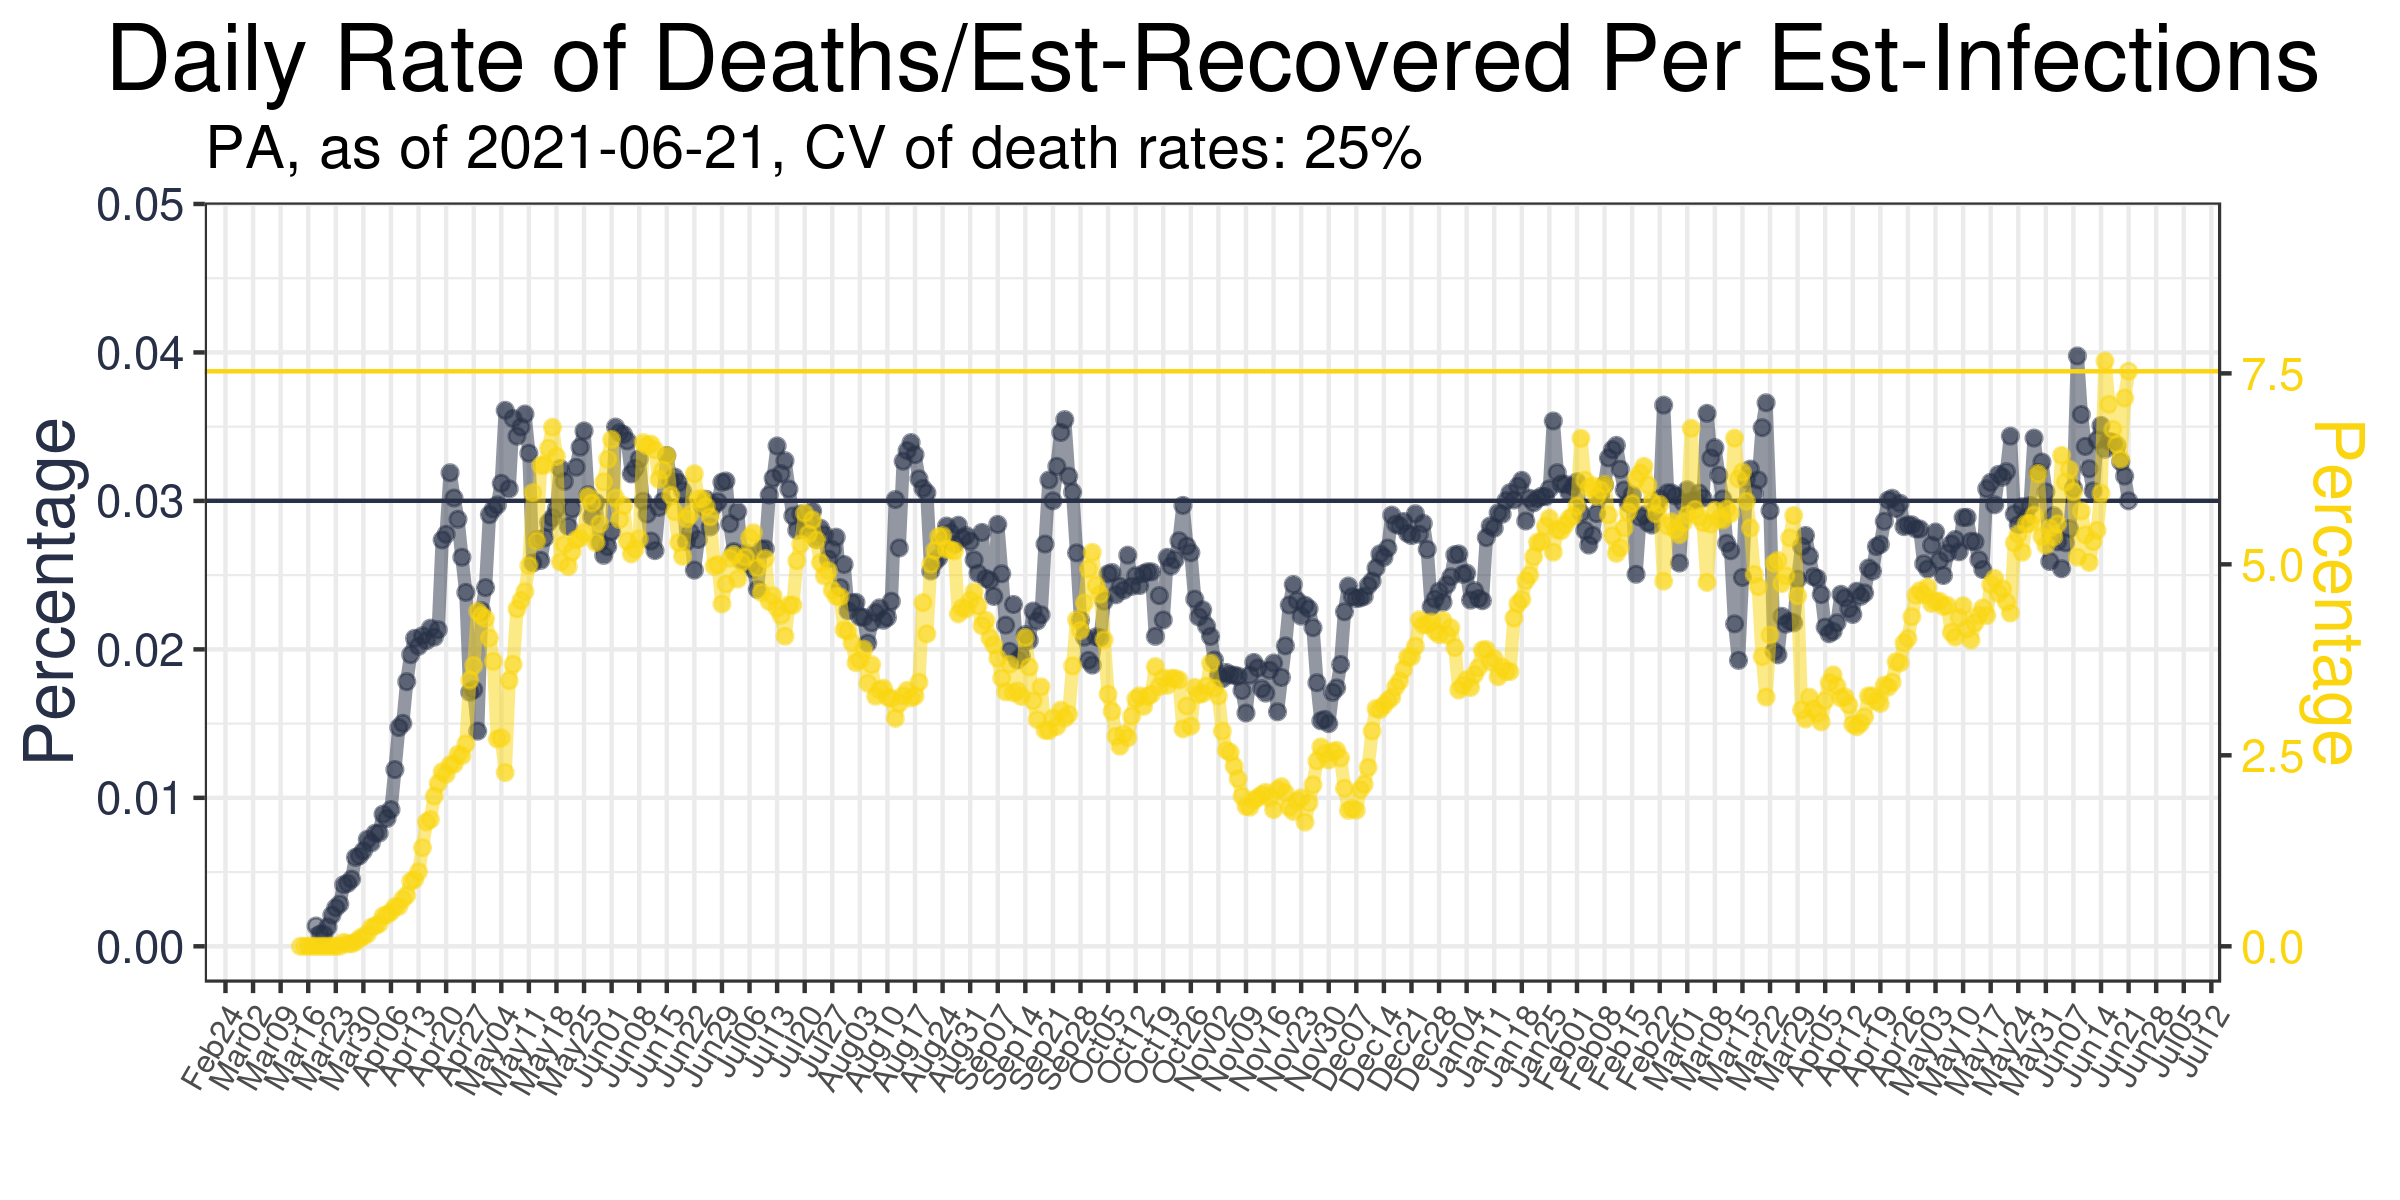 Daily Rate of Deaths/Est-Recovered Per Est-Infections
PA, as of 2021-06-21, CV of death rates: 25%
Percentage
0.05
0.04
0.03
0.02
0.01
0.00
7.5
5.0
2.5
0.0
Percentage
Feb24
Mar02
Mar09
Mar16
Mar23
Mar30
Apr06
Apr13
Apr20
Apr27
May04
May11
May18
May25
Jun01
Jun08
Jun15
Jun22
Jun29
Jul06
Jul13
Jul20
Jul27
Aug03
Aug10
Aug17
Aug24
Aug31
Sep07
Sep14
Sep21
Sep28
Oct05
Oct12
Oct19
Oct26
Nov02
Nov09
Nov16
Nov23
Nov30
Dec07
Dec14
Dec21
Dec28
Jan04
Jan11
Jan18
Jan25
Feb01
Feb08
Feb15
Feb22
Mar01
Mar08
Mar15
Mar22
Mar29
Apr05
Apr12
Apr19
Apr26
May03
May10
May17
May24
May31
Jun07
Jun14
Jun21
Jun28
Jul05
Jul12